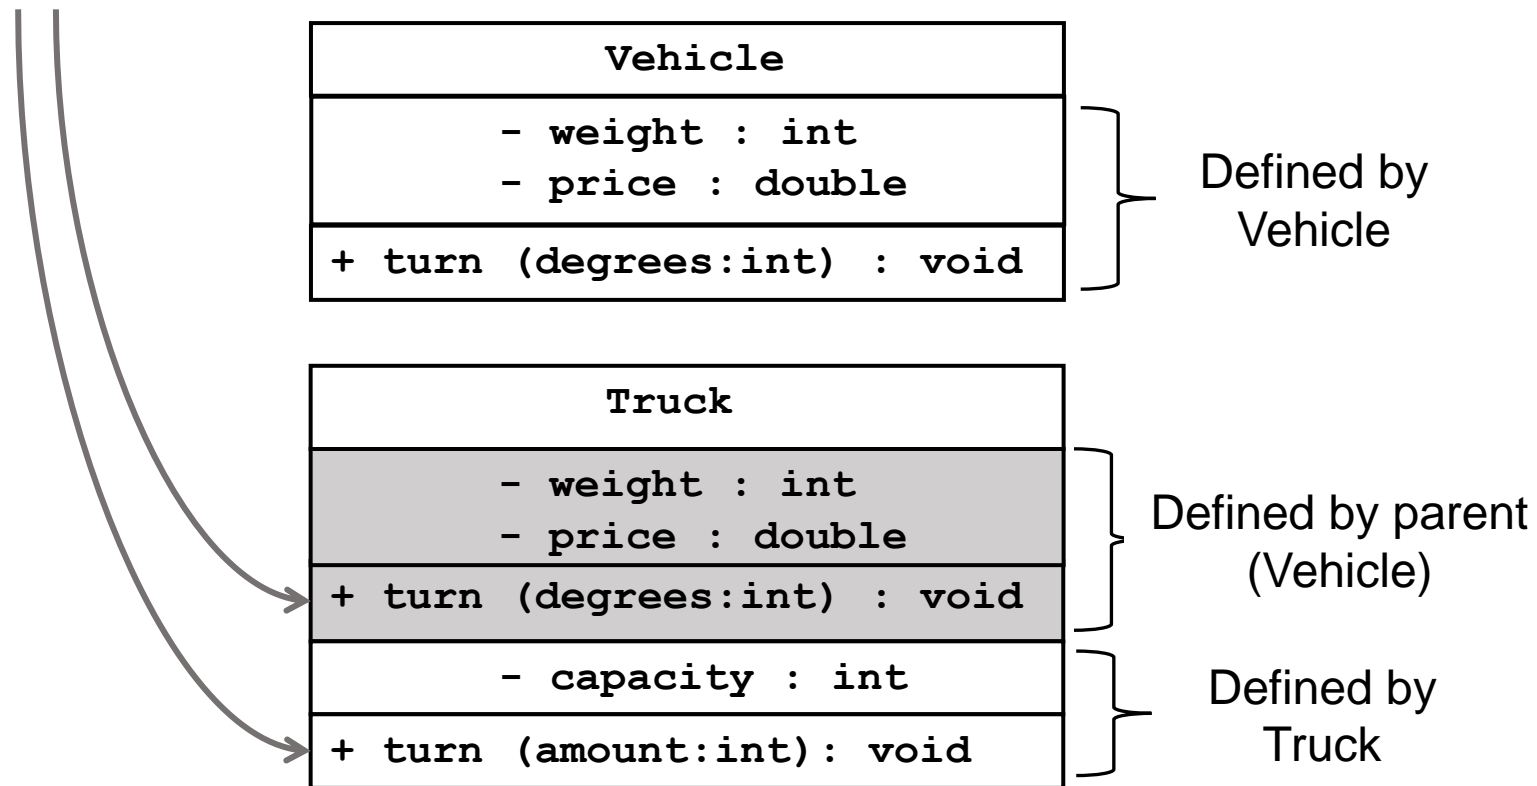 Vehicle
- weight : int
- price : double
+ turn (degrees:int) : void
Defined by
Vehicle
Truck
- weight : int
- price : double
+ turn (degrees:int) : void
Defined by parent
(Vehicle)
- capacity : int
+ turn (amount:int): void
Defined by
Truck